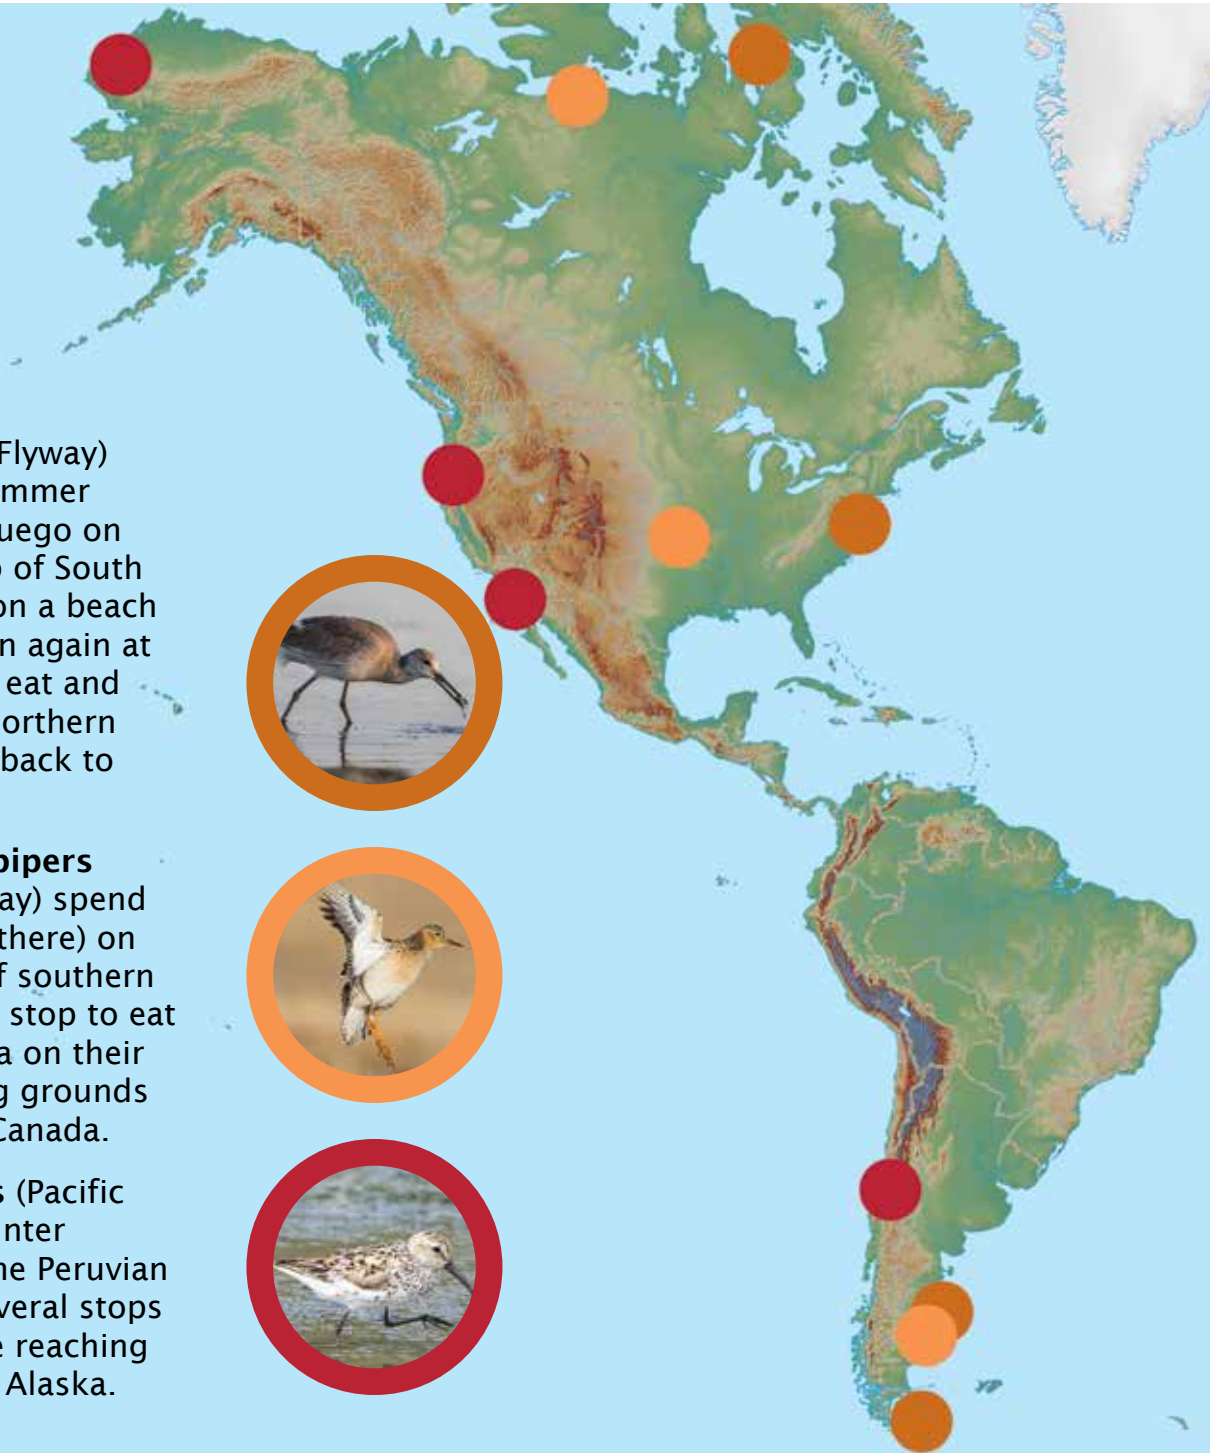 Flyway)
mmer
uego on
of South
on a beach
n again at
eat and
orthern
back to
pipers
ay) spend
there) on
f southern
stop to eat
a on their
g grounds
Canada.
s (Pacific
nter
ne Peruvian
veral stops
e reaching
Alaska.